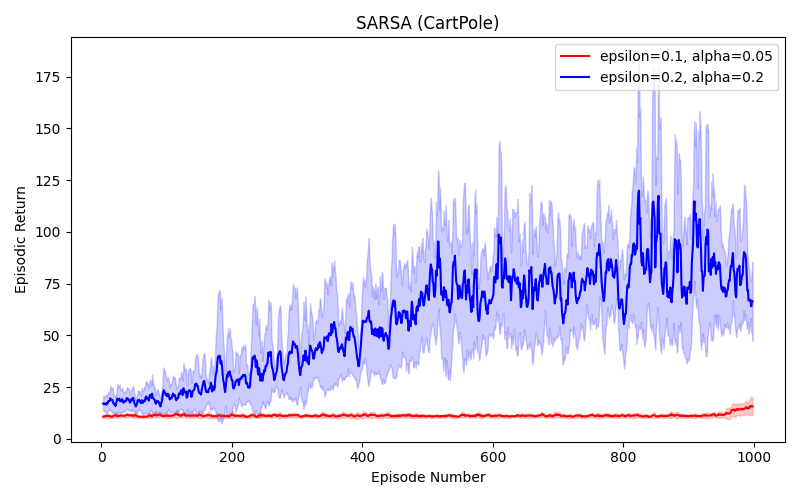 SARSA (CartPole)
epsilon=0.1, alpha=0.05
epsilon=0.2, alpha=0.2
Episodic Return
175
150
125
100
75
50
25
0
0 200 400 600 800 1000
Episode Number